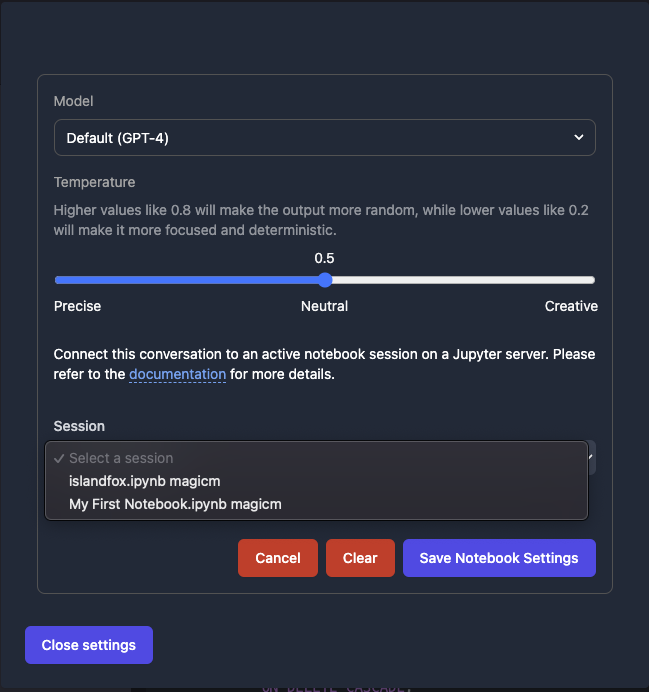 Model
Default (GPT-4)
Temperature
Higher values like 0.8 will make the output more random, while lower values like 0.2
will make it more focused and deterministic.
0.5
Precise Neutral Creative
Connect this conversation to an active notebook session on a Jupyter server. Please
refer to the documentation for more details.
Session
Select a session
islandfox.ipynb magicm
My First Notebook.ipynb magicm
Cancel Clear Save Notebook Settings
Close settings
ON DELETE CASCADE,